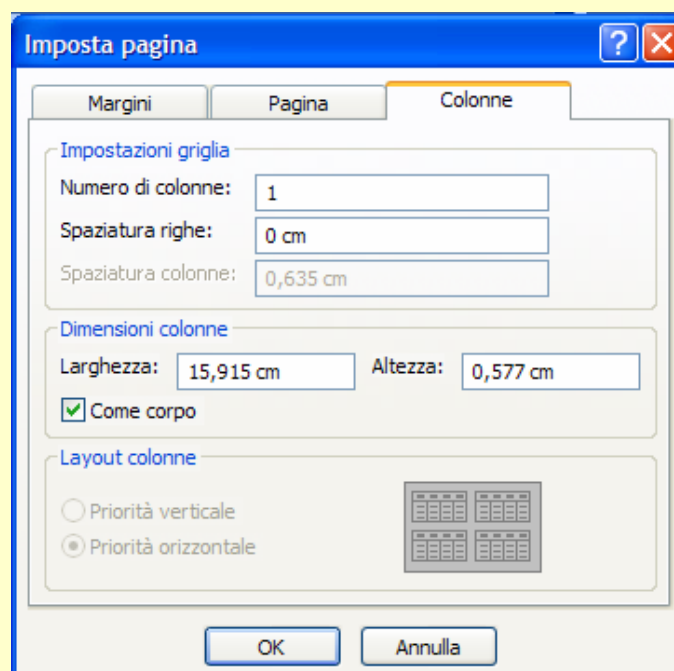 Imposta pagina
Margini Pagina Colonne
Impostazioni griglia
Numero di colonne: 1
Spaziatura righe: 0 cm
Spaziatura colonne: 0,635 cm
Dimensioni colonne
Larghezza: 15,915 cm Altezza: 0,577 cm
Come corpo
Layout colonne
Priorità verticale
Priorità orizzontale
OK Annulla